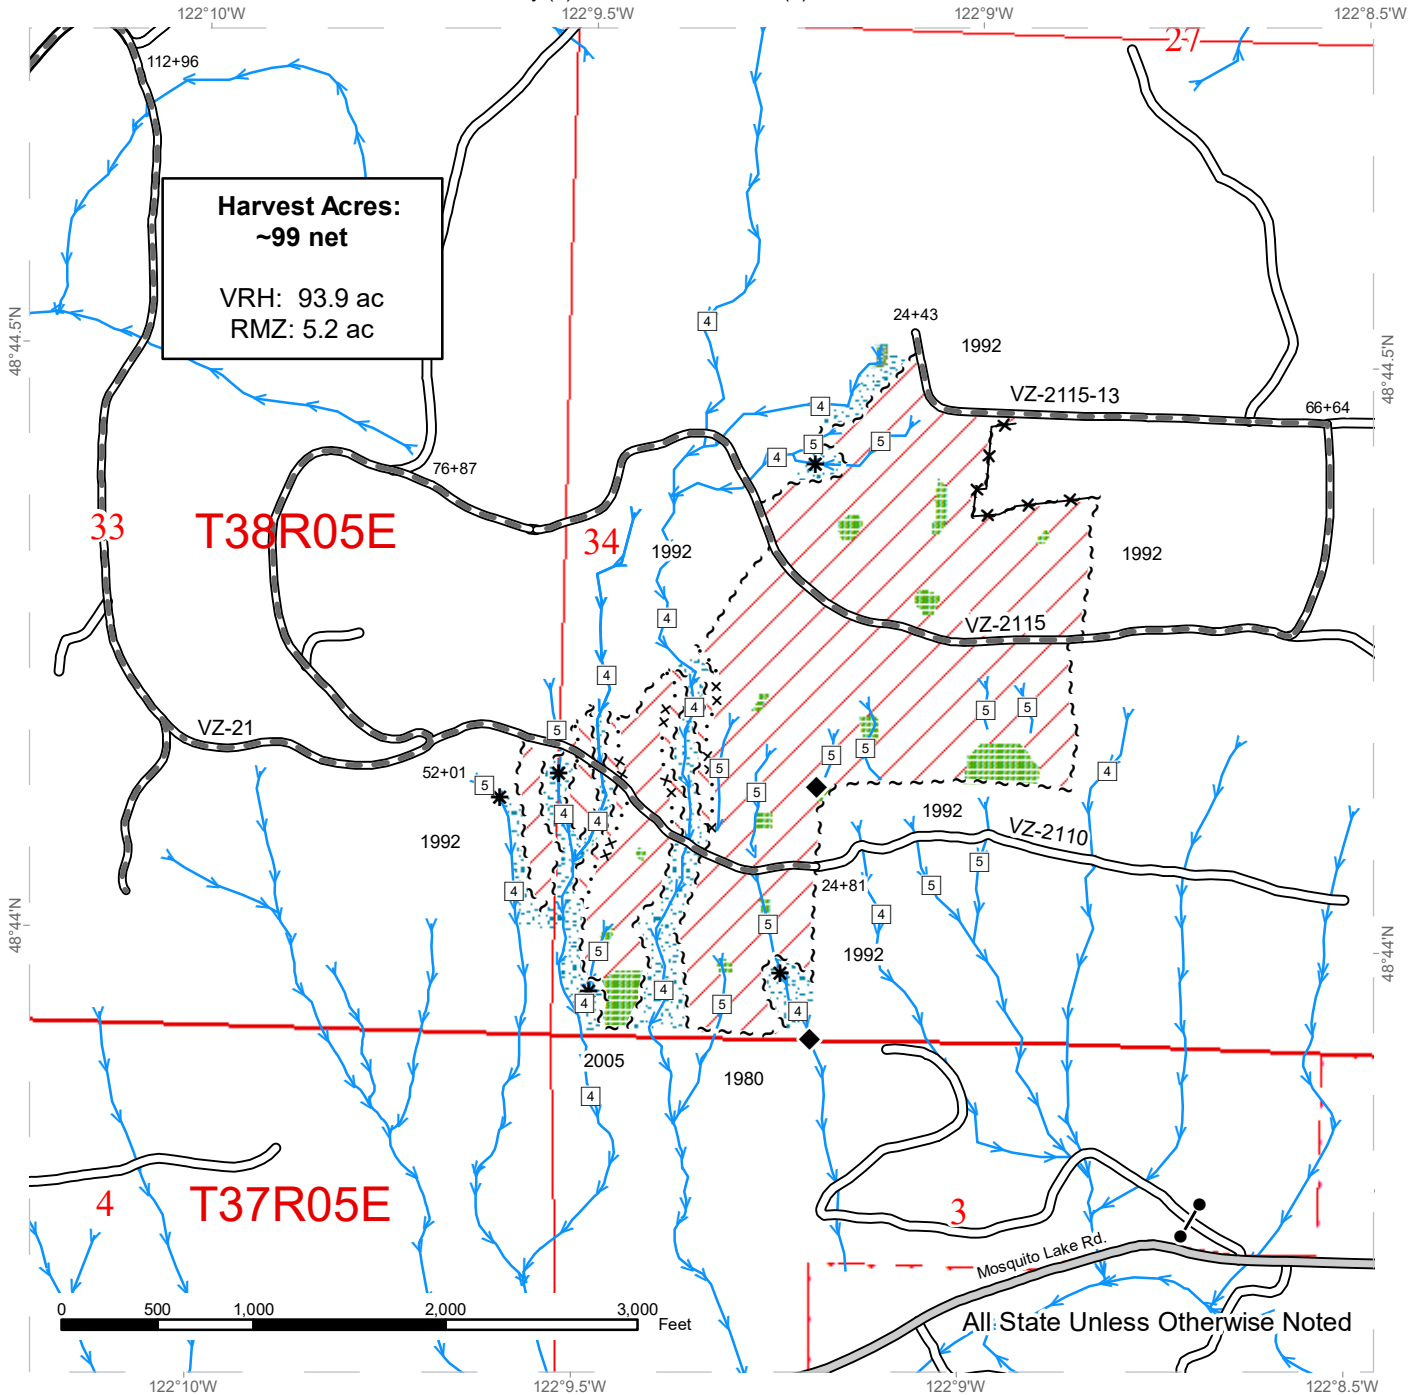 122°10'W
122°9.5'W
122°9'W
122°8.5'W
27
112+96
Harvest Acres:
~99 net
VRH: 93.9 ac
RMZ: 5.2 ac
48°44.5'N
48°44.5'N
4
24+43
1992
VZ-2115-13
66+64
4
5
5
4
76+87
33
T38R05E
34
1992
1992
4
VZ-2115
4
4
5
5
VZ-21
5
5
5
5
4
52+01
5
5
4
4
1992
1992
VZ-2110
5
24+81
5
4
4
5
1992
5
48°44'N
48°44'N
4
4
5
4
2005
1980
4
4
T37R05E
3
Mosquito Lake Rd.
0
500
1,000
2,000
3,000
Feet
All State Unless Otherwise Noted
122°10'W
122°9.5'W
122°9'W
122°8.5'W